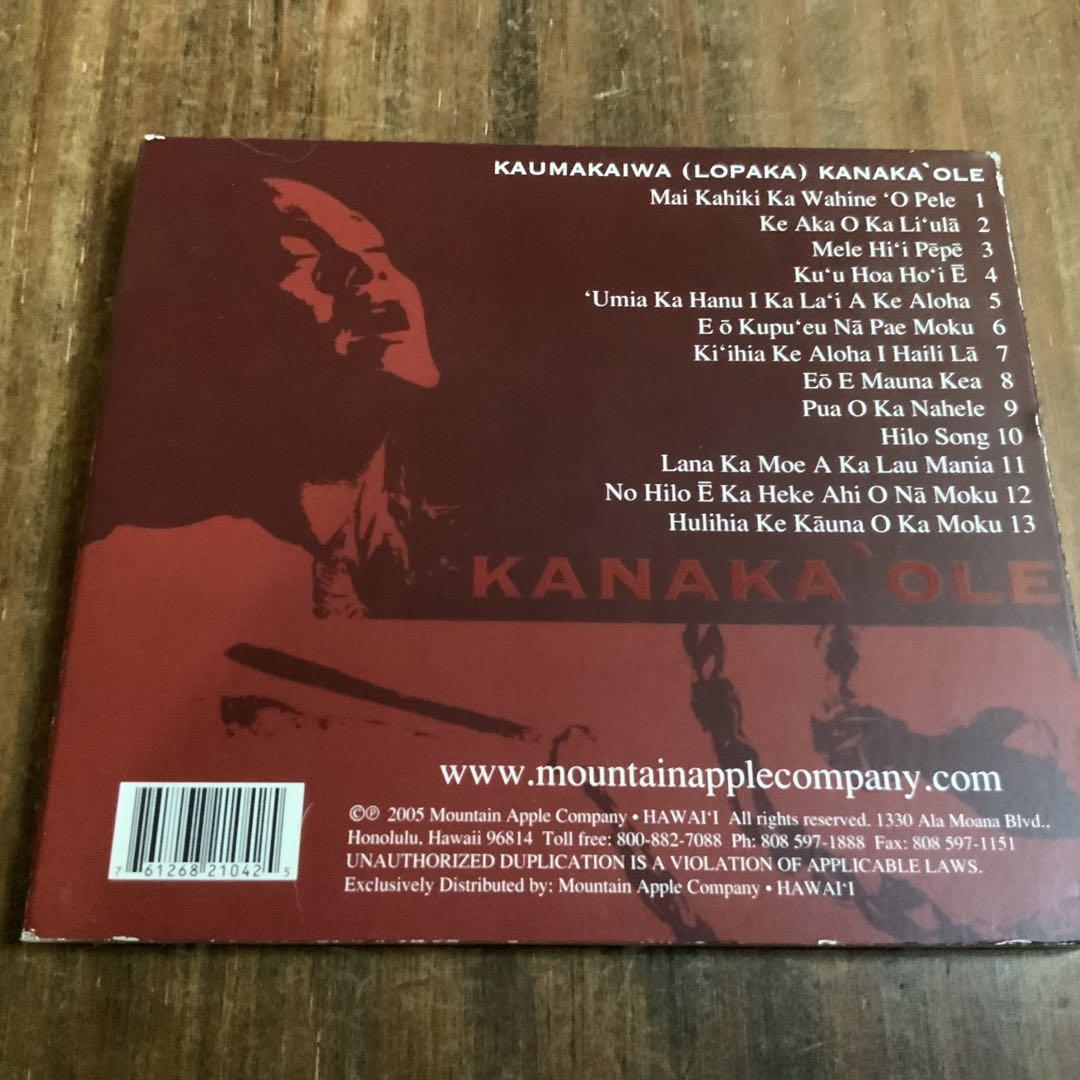 KAUMAKAIWA (LOPAKA) KANAKA`OLE
Mai Kahiki Ka Wahine ʻO Pele 1
Ke Aka O Ka Liʻulā 2
Mele Hiʻi Pēpē 3
Kuʻu Hoa Hoʻi Ē 4
ʻUmia Ka Hanu I Ka Laʻi A Ke Aloha 5
E ō Kupuʻeu Nā Pae Moku 6
Kiʻihia Ke Aloha I Haili Lā 7
Eō E Mauna Kea 8
Pua O Ka Nahele 9
Hilo Song 10
Lana Ka Moe A Ka Lau Mania 11
No Hilo Ē Ka Heke Ahi O Nā Moku 12
Hulihia Ke Kāuna O Ka Moku 13
KANAKA`OLE
www.mountainapplecompany.com
©℗ 2005 Mountain Apple Company • HAWAIʻI All rights reserved. 1330 Ala Moana Blvd.,
Honolulu, Hawaii 96814 Toll free: 800-882-7088 Ph: 808 597-1888 Fax: 808 597-1151
UNAUTHORIZED DUPLICATION IS A VIOLATION OF APPLICABLE LAWS.
Exclusively Distributed by: Mountain Apple Company • HAWAIʻI
7 61268 21042 5